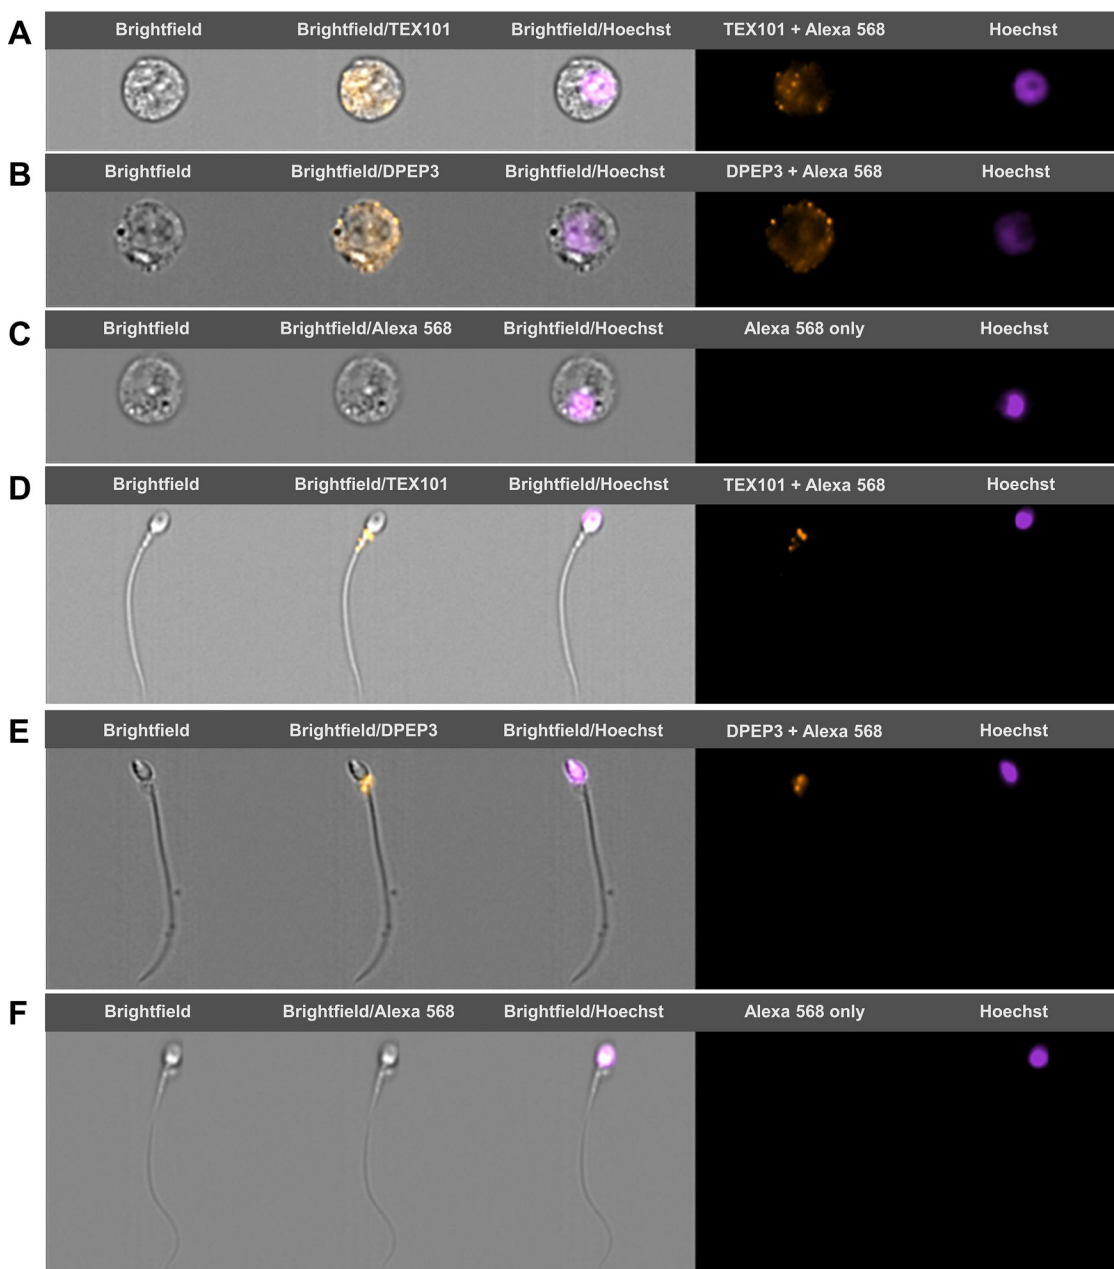 A Brightfield Brightfield/TEX101 Brightfield/Hoechst TEX101 + Alexa 568 Hoechst
B Brightfield Brightfield/DPEP3 Brightfield/Hoechst DPEP3 + Alexa 568 Hoechst
C Brightfield Brightfield/Alexa 568 Brightfield/Hoechst Alexa 568 only Hoechst
D Brightfield Brightfield/TEX101 Brightfield/Hoechst TEX101 + Alexa 568 Hoechst
E Brightfield Brightfield/DPEP3 Brightfield/Hoechst DPEP3 + Alexa 568 Hoechst
F Brightfield Brightfield/Alexa 568 Brightfield/Hoechst Alexa 568 only Hoechst